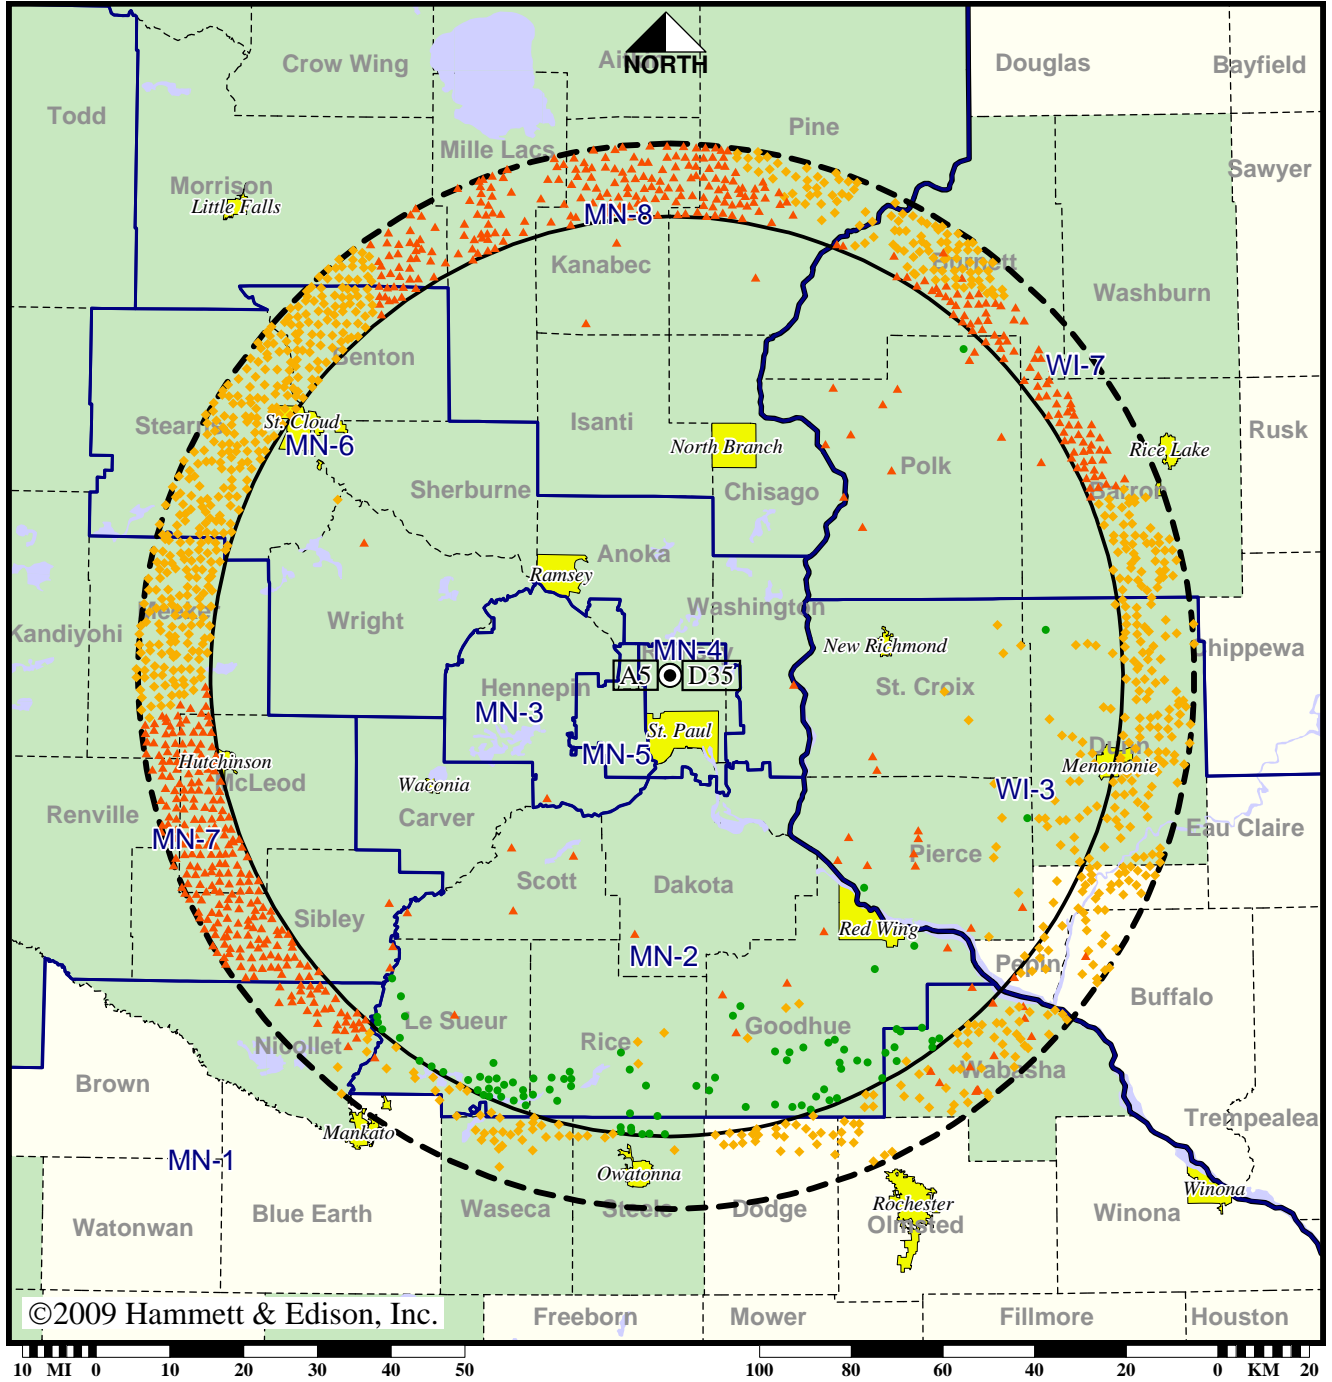 Crow Wing
Aitkin
NORTH
Douglas
Bayfield
Todd
Pine
Mille Lacs
Sawyer
Morrison
Little Falls
MN-8
Kanabec
Burnett
Washburn
Benton
WI-7
Stearns
St. Cloud
MN-6
Isanti
North Branch
Rusk
Rice Lake
Polk
Sherburne
Chisago
Barron
Anoka
Ramsey
Meeker
Washington
Wright
Kandiyohi
New Richmond
Chippewa
MN-4
A5
D35
Hennepin
St. Croix
MN-3
St. Paul
MN-5
Dunn
Menomonie
Hutchinson
McLeod
Waconia
WI-3
Renville
Carver
Eau Claire
MN-7
Pierce
Scott
Dakota
Sibley
Red Wing
MN-2
Pepin
Buffalo
Le Sueur
Goodhue
Rice
Nicollet
Wabasha
Brown
Trempealea
Mankato
MN-1
Owatonna
Winona
Rochester
Waseca
Steele
Dodge
Blue Earth
Winona
Olmsted
Watonwan
©2009 Hammett & Edison, Inc.
Freeborn
Mower
Fillmore
Houston
10 MI 0 10 20 30 40 50
100 80 60 40 20 0 KM 20